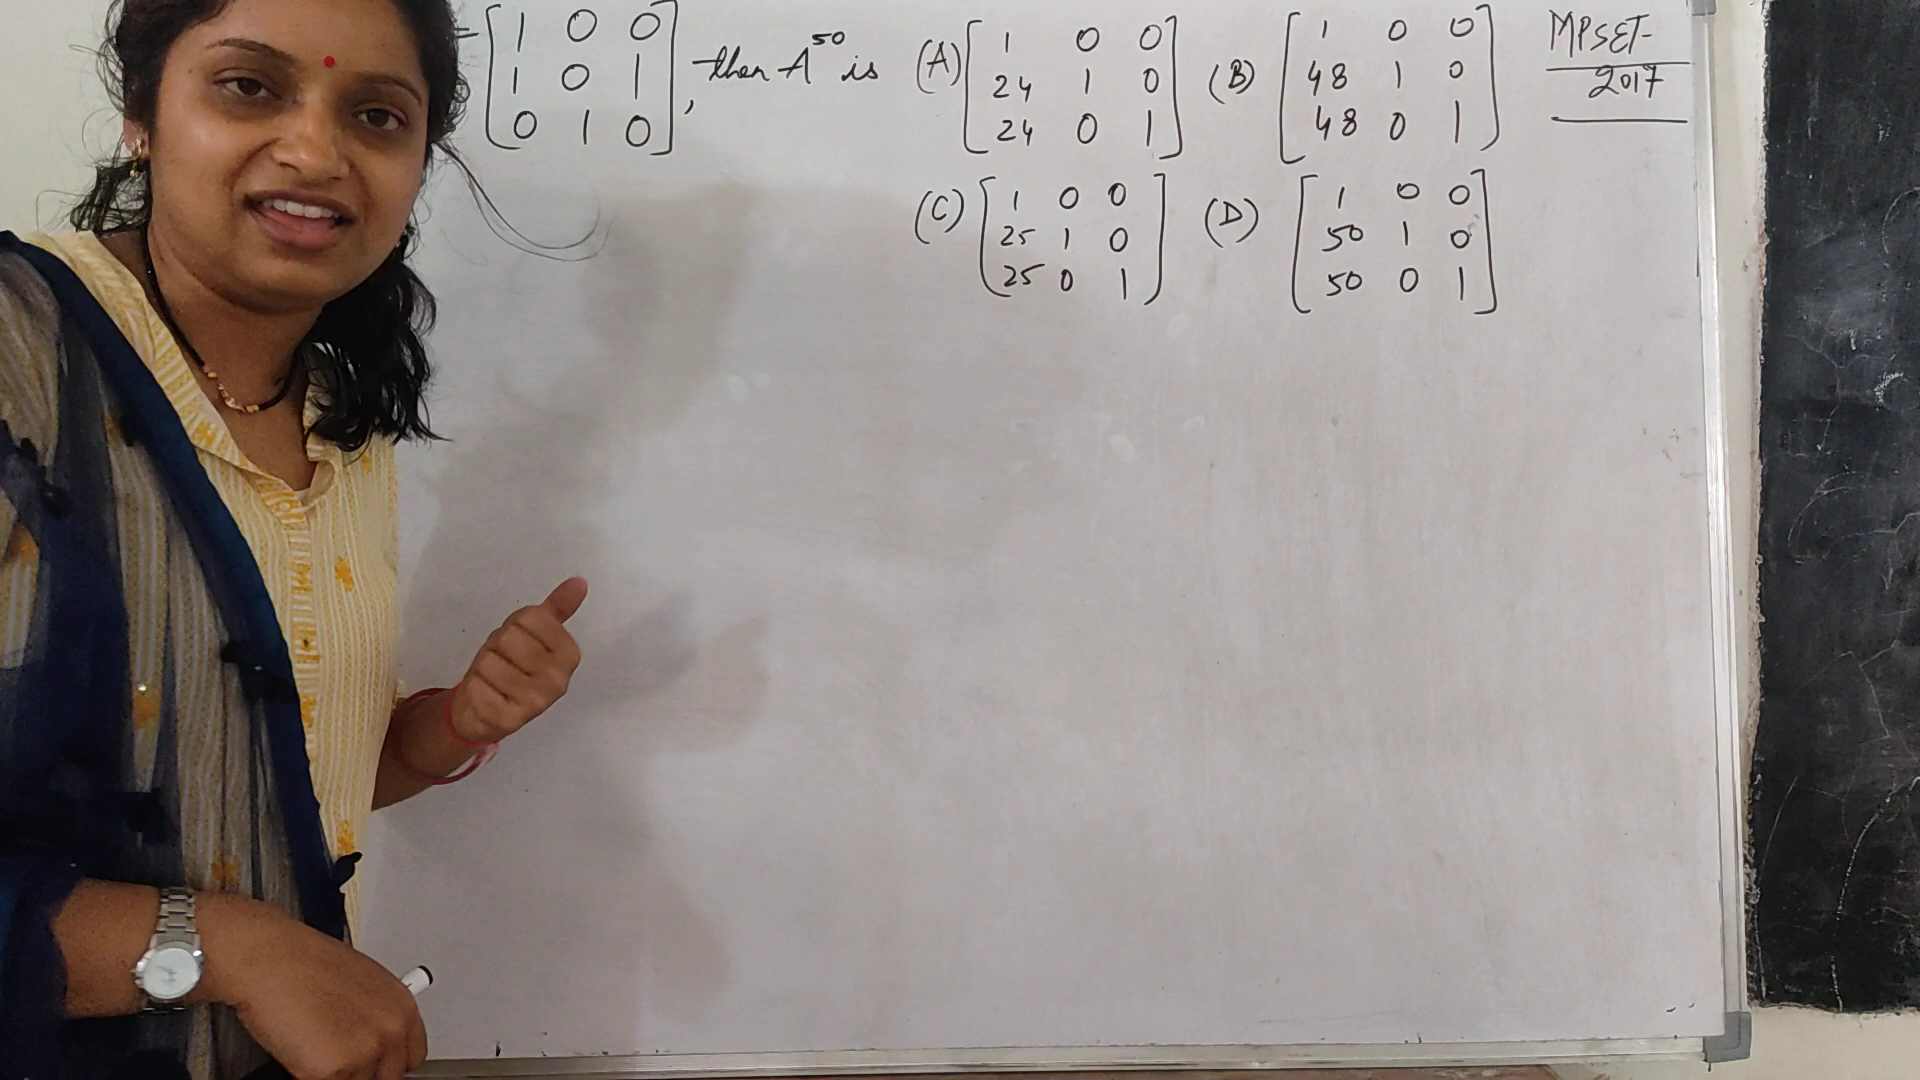 = [1 0 0
1 0 1
0 1 0], then A^50 is
(A) [1 0 0
24 1 0
24 0 1]
(B) [1 0 0
48 1 0
48 0 1]
MPSET-
2017
(C) [1 0 0
25 1 0
25 0 1]
(D) [1 0 0
50 1 0
50 0 1]